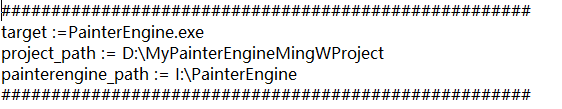 #####################################################
target :=PainterEngine.exe
project_path := D:\MyPainterEngineMingWProject
painterengine_path := I:\PainterEngine
#####################################################